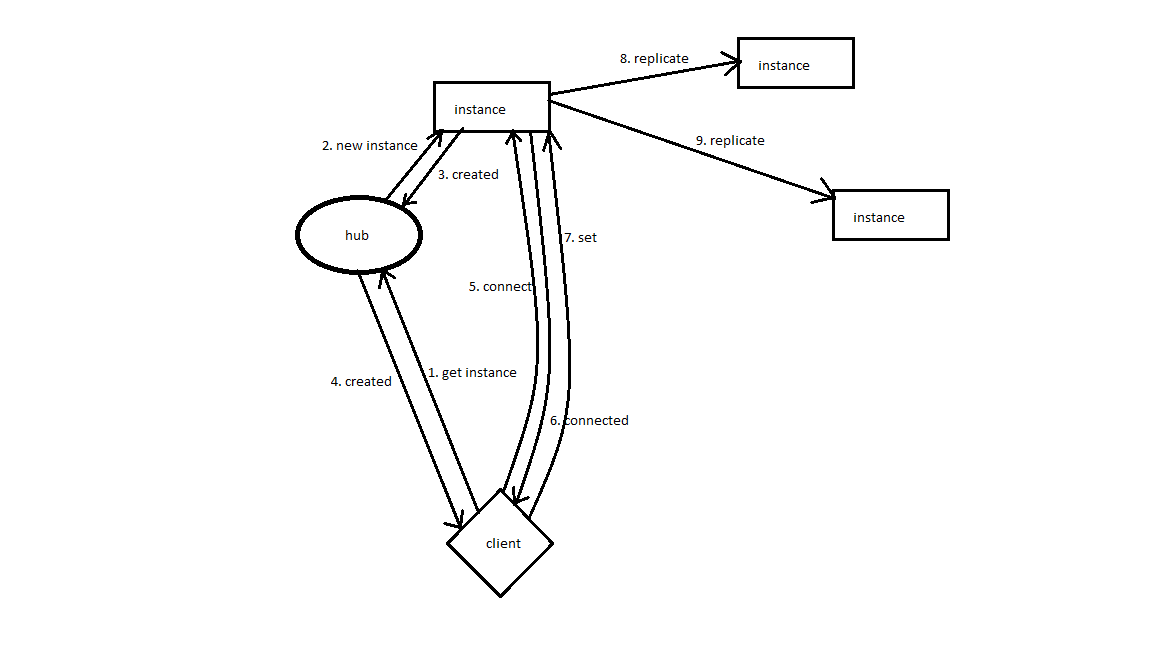 8. replicate
instance
instance
2. new instance
9. replicate
3. created
instance
hub
7. set
5. connect
1. get instance
4. created
6. connected
client